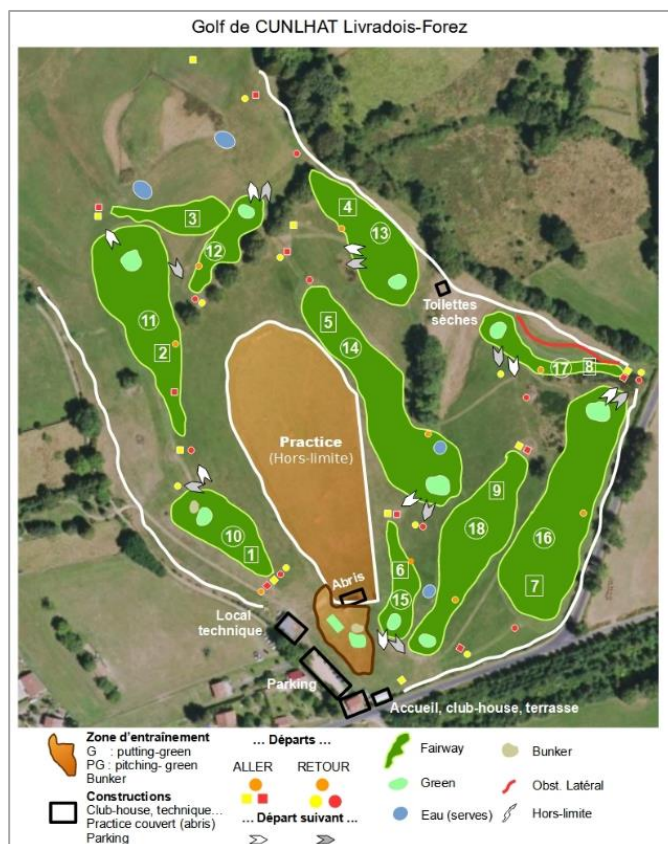 Golf de CUNLHAT Livradois-Forez
4
13
3
12
Toilettes
sèches
11
5
14
2
17
8
Practice
(Hors-limite)
9
18
16
10
1
6
7
15
Abris
Local
technique
Parking
Accueil, club-house, terrasse
Zone d'entraînement
G : putting-green
PG : pitching- green
Bunker
Constructions
Club-house, technique...
Practice couvert (abris)
Parking
... Départs ...
ALLER
RETOUR
... Départ suivant ...
Fairway
Green
Eau (serves)
Bunker
Obst. Latéral
Hors-limite